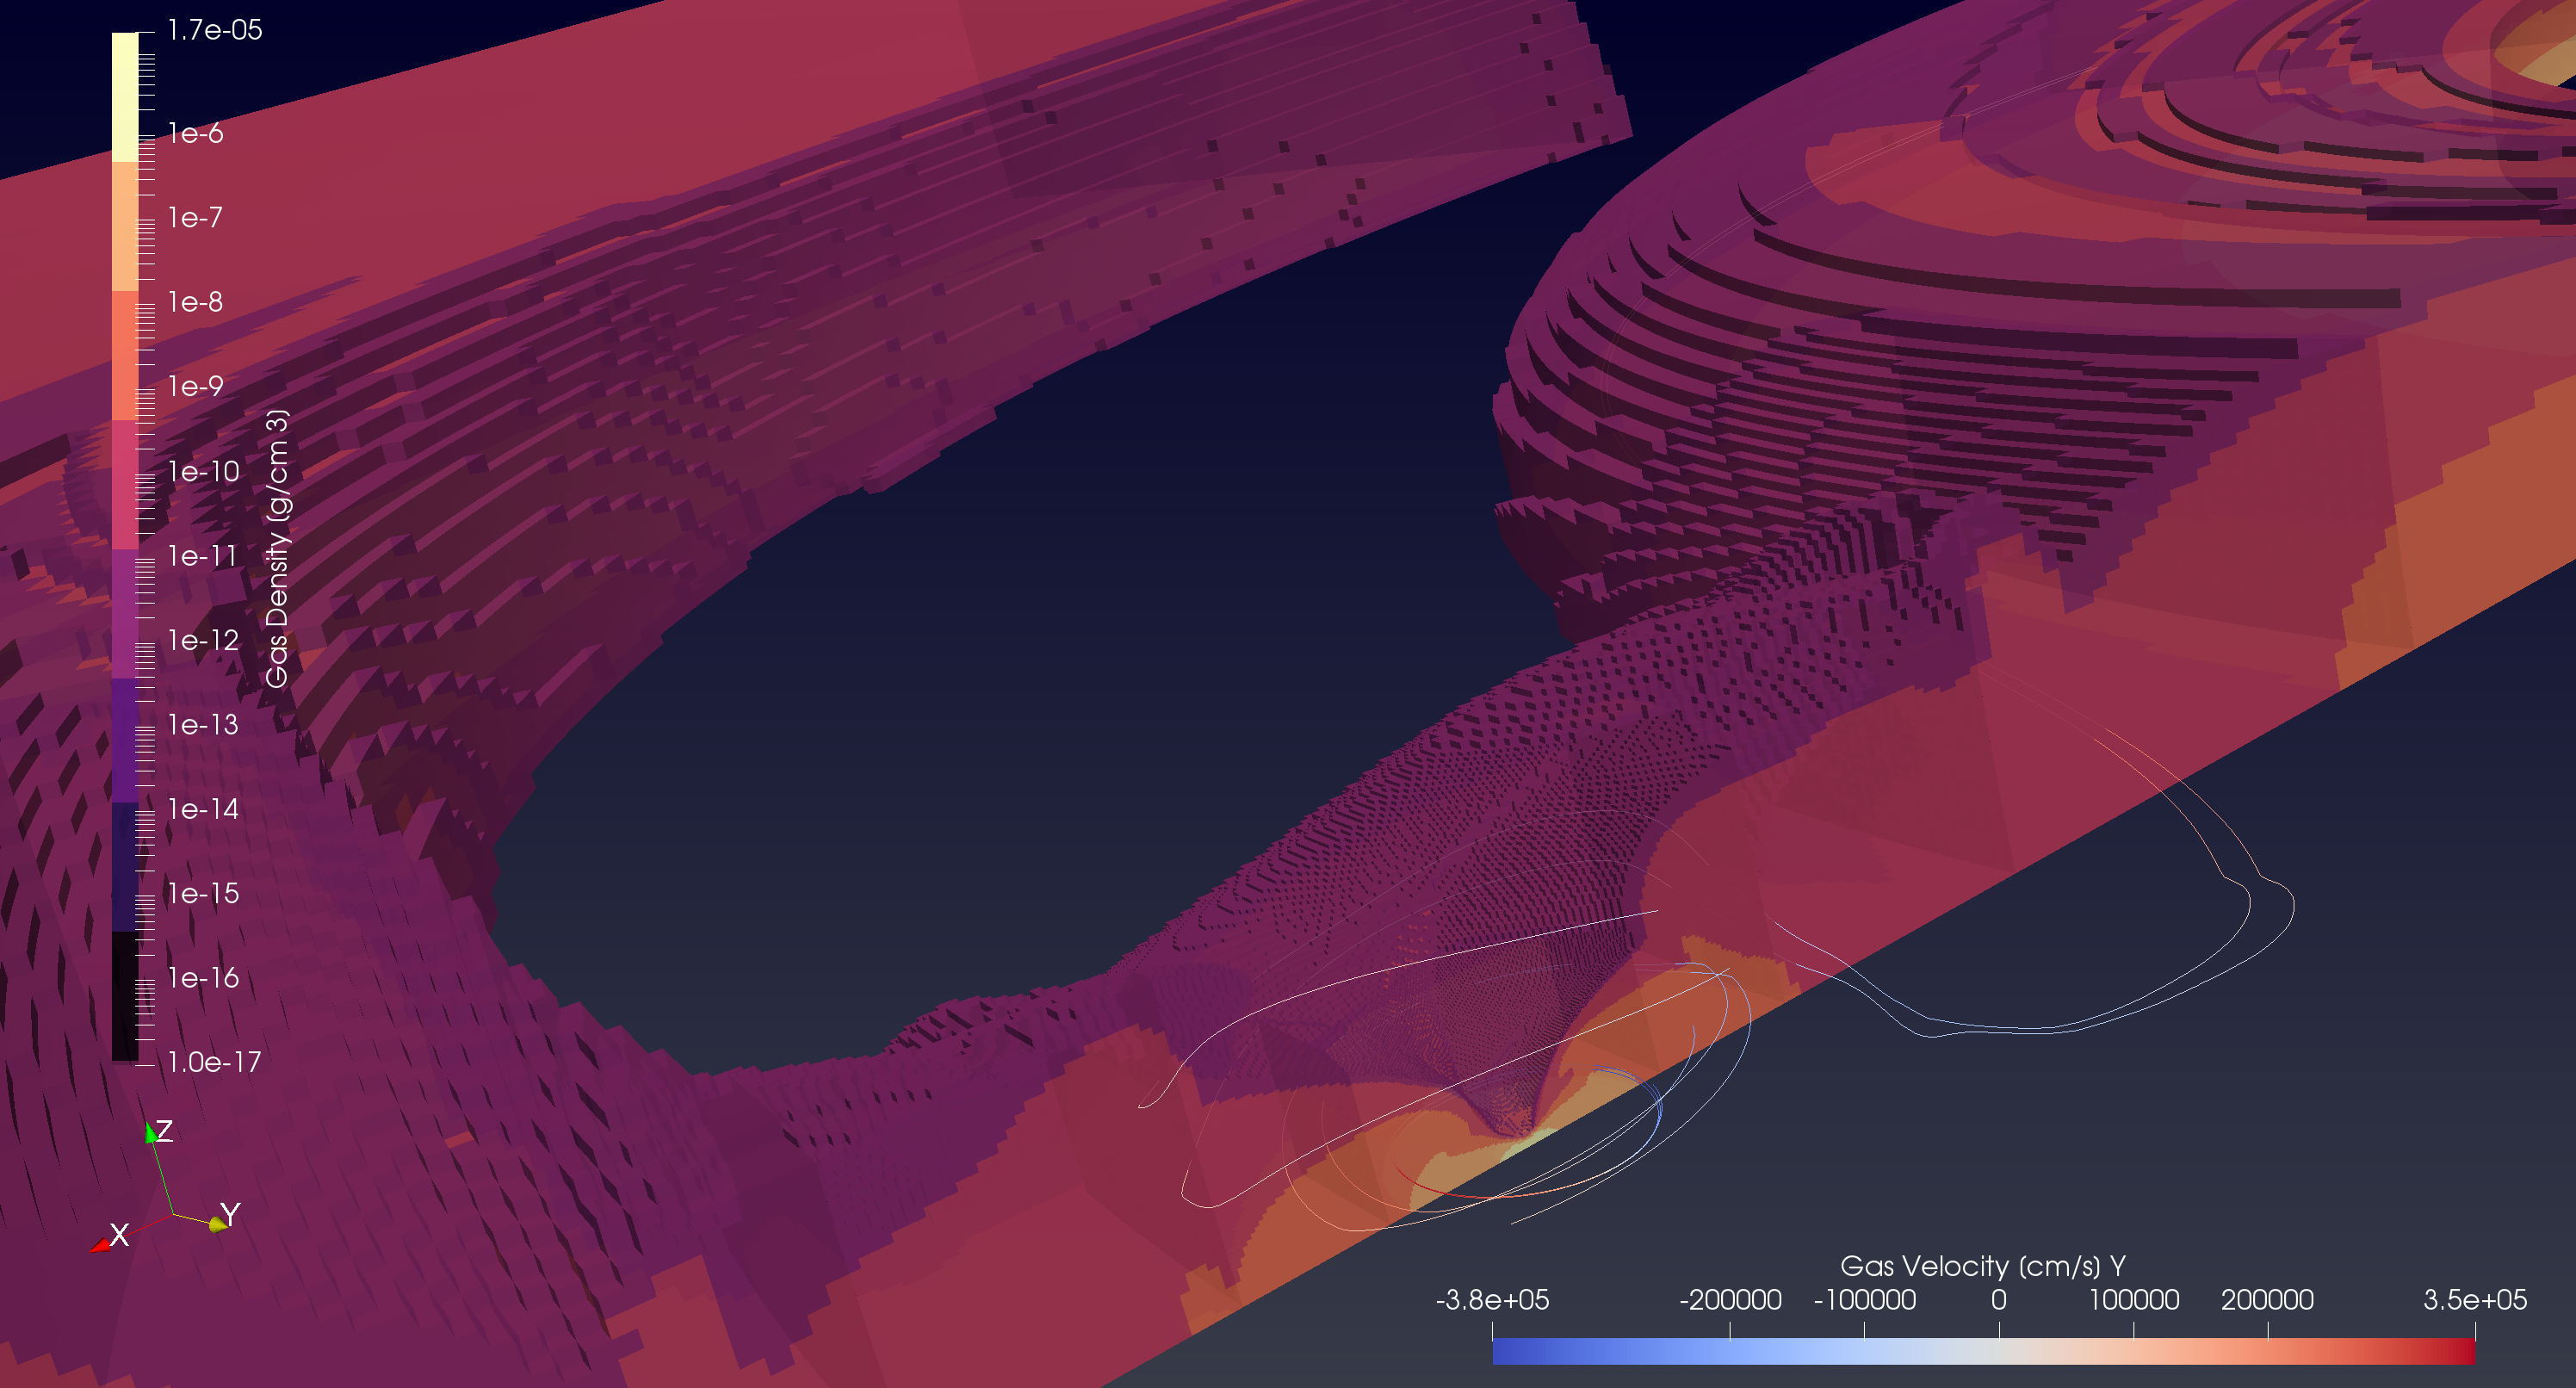 1.7e-05
1e-6
1e-7
1e-8
1e-9
1e-10
1e-11
1e-12
1e-13
1e-14
1e-15
1e-16
1.0e-17
Gas Density (g/cm 3)
Z
Y
X
Gas Velocity (cm/s) Y
-3.8e+05 -200000 -100000 0 100000 200000 3.5e+05